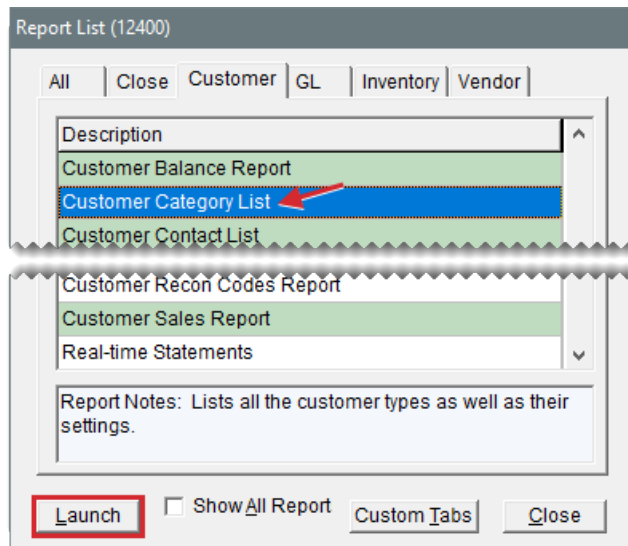 Report List (12400)
All Close Customer GL Inventory Vendor
Description
Customer Balance Report
Customer Category List
Customer Contact List
Customer Recon Codes Report
Customer Sales Report
Real-time Statements
Report Notes: Lists all the customer types as well as their
settings.
Launch Show All Report Custom Tabs Close